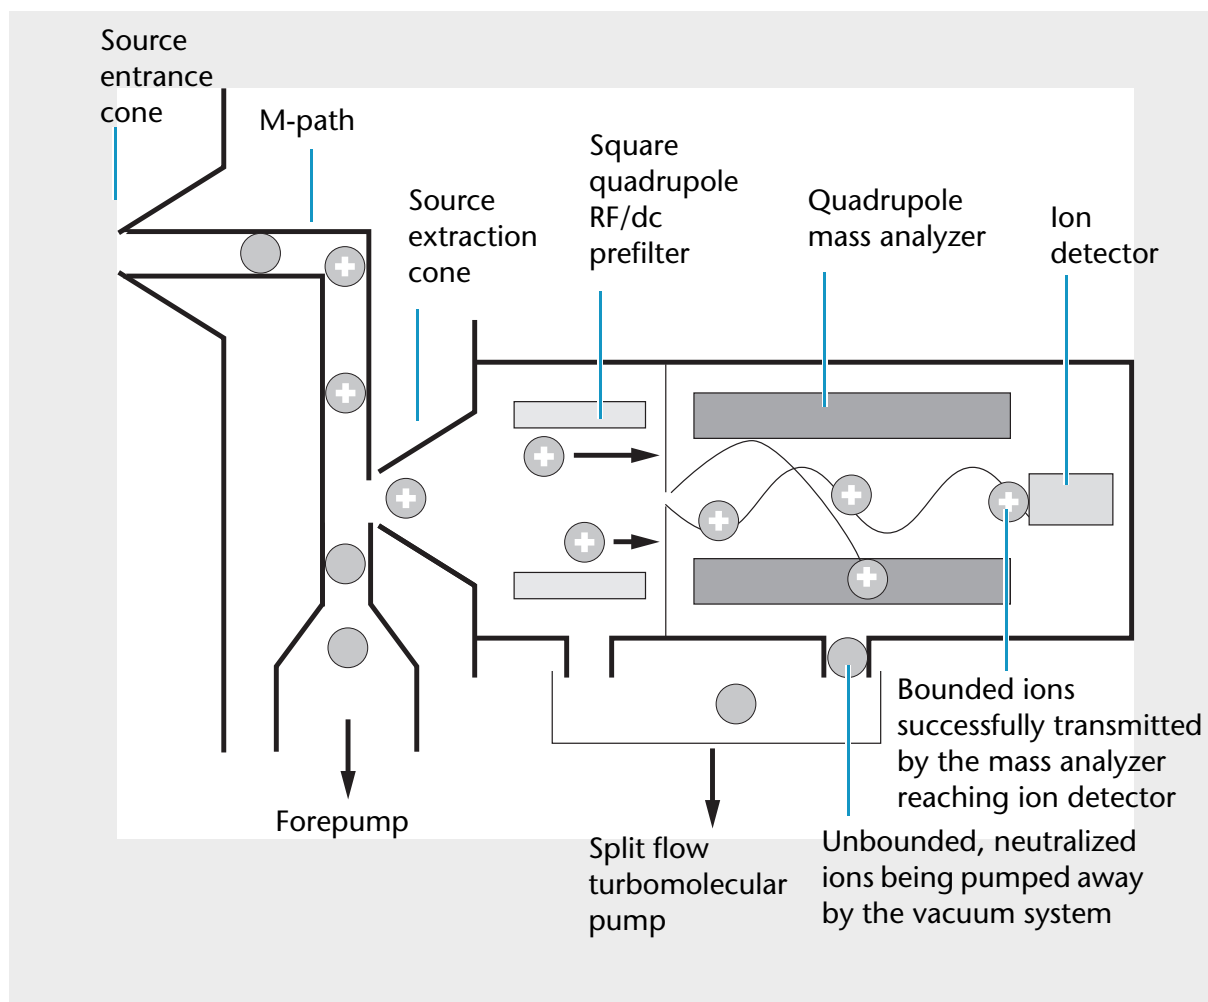 Source
entrance
cone
M-path
Source
extraction
cone
Square
quadrupole
RF/dc
prefilter
Quadrupole
mass analyzer
Ion
detector
Bounded ions
successfully transmitted
by the mass analyzer
reaching ion detector
Forepump
Split flow
turbomolecular
pump
Unbounded, neutralized
ions being pumped away
by the vacuum system